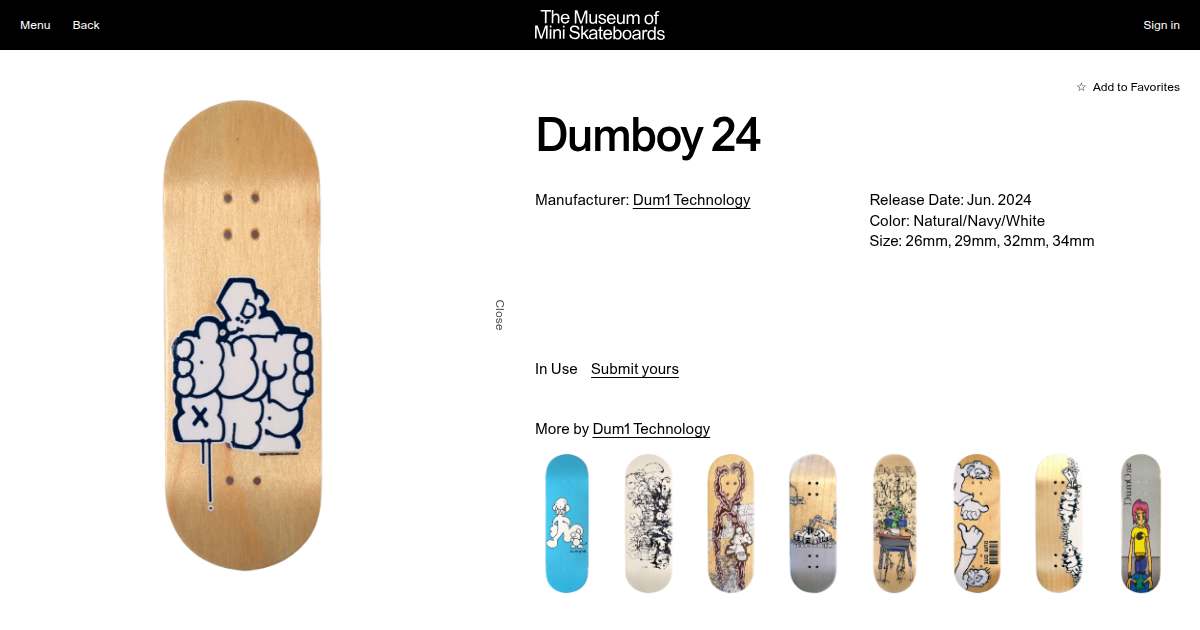 Menu
Back
The Museum of
Mini Skateboards
Sign in
☆ Add to Favorites
Dumboy 24
Manufacturer: Dum1 Technology
Release Date: Jun. 2024
Color: Natural/Navy/White
Size: 26mm, 29mm, 32mm, 34mm
Close
In Use Submit yours
More by Dum1 Technology